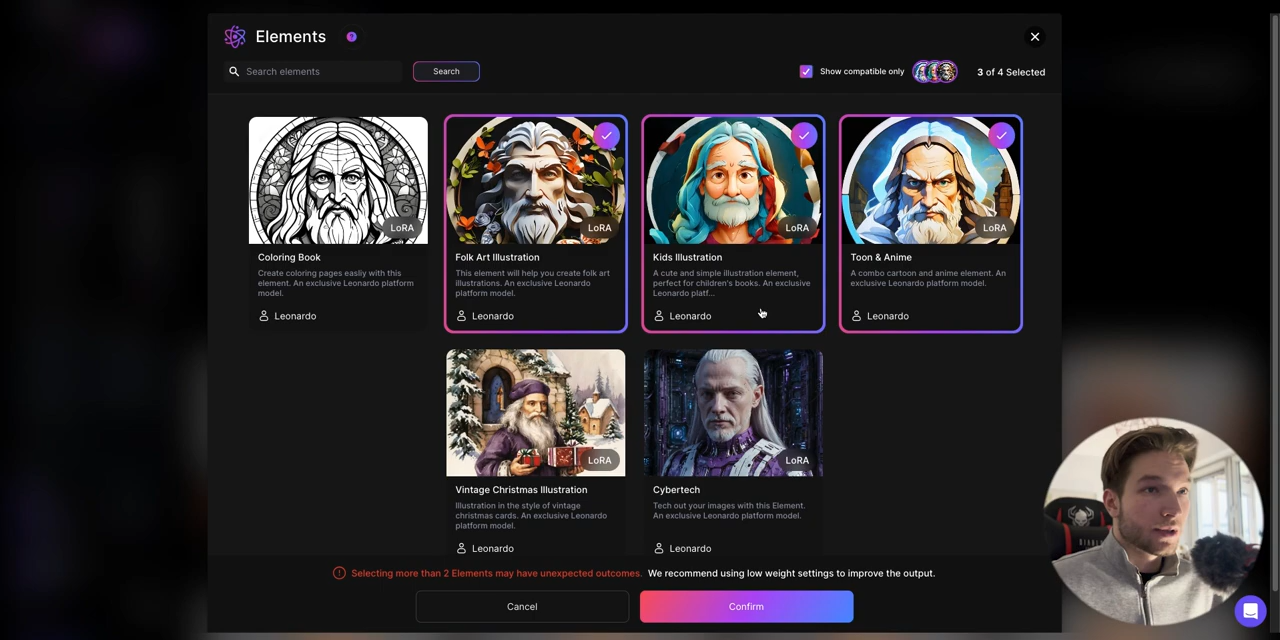 Elements ?
Search elements
Search
Show compatible only
3 of 4 Selected
LoRA
LoRA
LoRA
LoRA
Coloring Book
Create coloring pages easliy with this
element. An exclusive Leonardo platform
model.
Leonardo
Folk Art Illustration
This element will help you create folk art
illustrations. An exclusive Leonardo
platform model.
Leonardo
Kids Illustration
A cute and simple illustration element,
perfect for children's books. An exclusive
Leonardo platf...
Leonardo
Toon & Anime
A combo cartoon and anime element. An
exclusive Leonardo platform model.
Leonardo
LoRA
LoRA
Vintage Christmas Illustration
Illustration in the style of vintage
christmas cards. An exclusive Leonardo
platform model.
Leonardo
Cybertech
Tech out your images with this Element.
An exclusive Leonardo platform model.
Leonardo
Selecting more than 2 Elements may have unexpected outcomes. We recommend using low weight settings to improve the output.
Cancel
Confirm